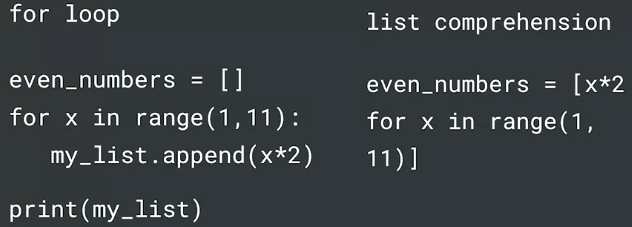 for loop
even_numbers = []
for x in range(1,11):
   my_list.append(x*2)
print(my_list)
list comprehension
even_numbers = [x*2
for x in range(1,
11)]